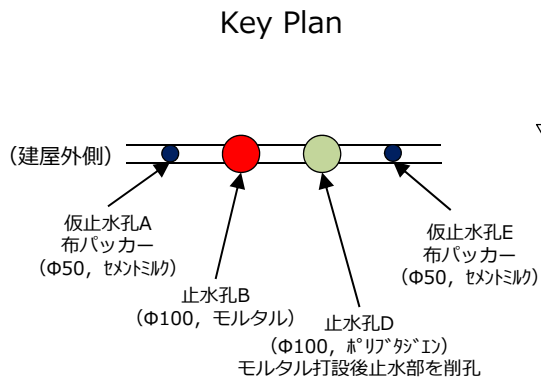 Key Plan
(建屋外側)
仮止水孔A
布パッカー
(Φ50, ｾﾒﾝﾄﾐﾙｸ)
仮止水孔E
布パッカー
(Φ50, ｾﾒﾝﾄﾐﾙｸ)
止水孔B
(Φ100, モルタル)
止水孔D
(Φ100, ﾎﾟﾘﾌﾞﾀｼﾞｴﾝ)
モルタル打設後止水部を削孔